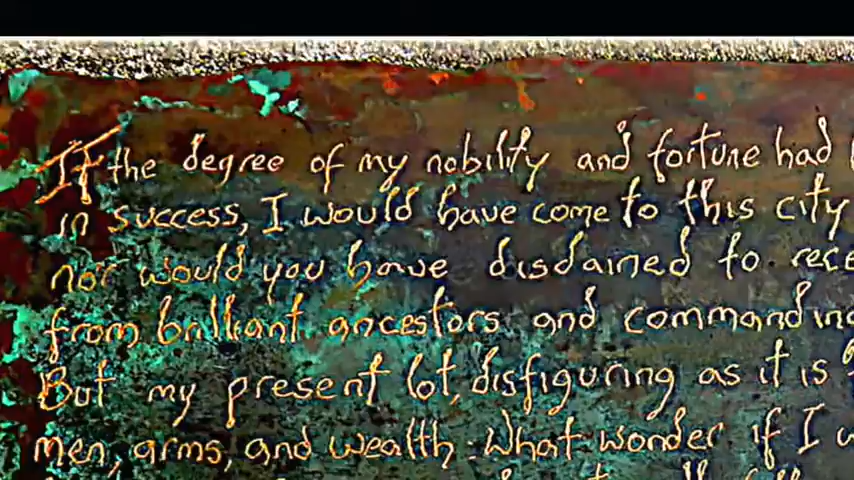 If the degree of my nobility and fortune had
in success, I would have come to this city
nor would you have disdained to
from brilliant ancestors and commanding
But my present lot, disfiguring as it is
men, arms, and wealth. What wonder if I